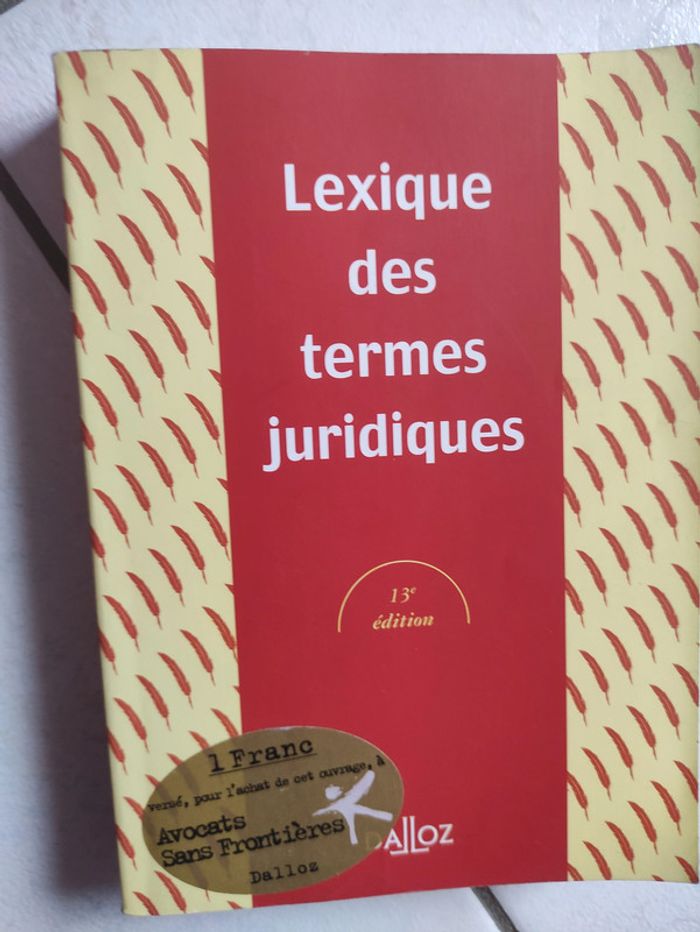 Lexique
des
termes
juridiques
13e
édition
1 Franc
versé, pour l'achat de cet ouvrage, à
Avocats
Sans Frontières
Dalloz
DALLOZ